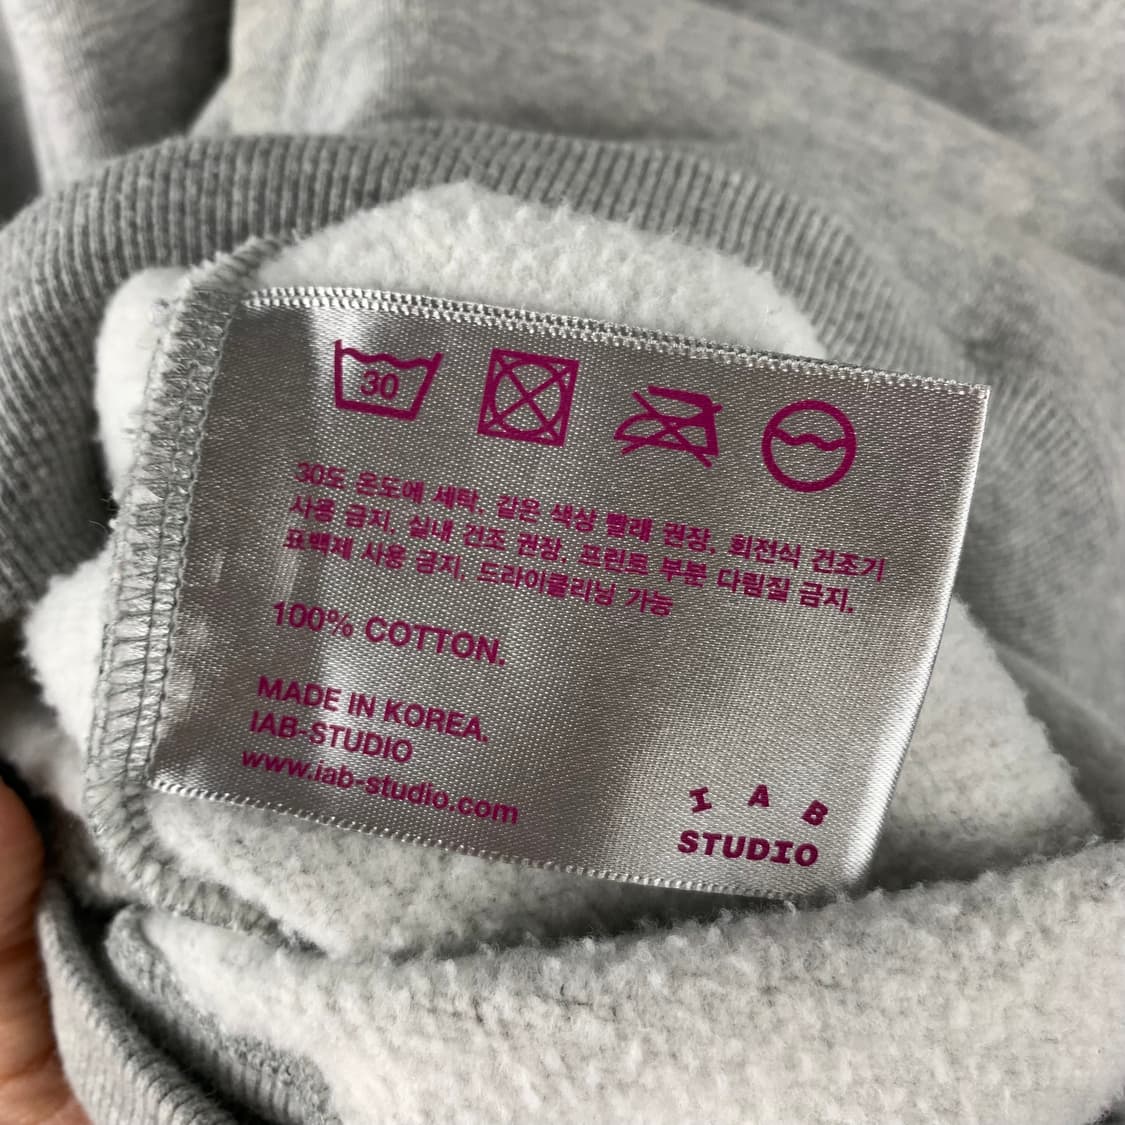 30
30도 온도에 세탁, 같은 색상 빨래 권장, 회전식 건조기
사용 금지, 실내 건조 권장, 프린트 부분 다림질 금지,
표백제 사용 금지, 드라이클리닝 가능
100% COTTON.
MADE IN KOREA.
IAB-STUDIO
www.iab-studio.com
I A B
STUDIO